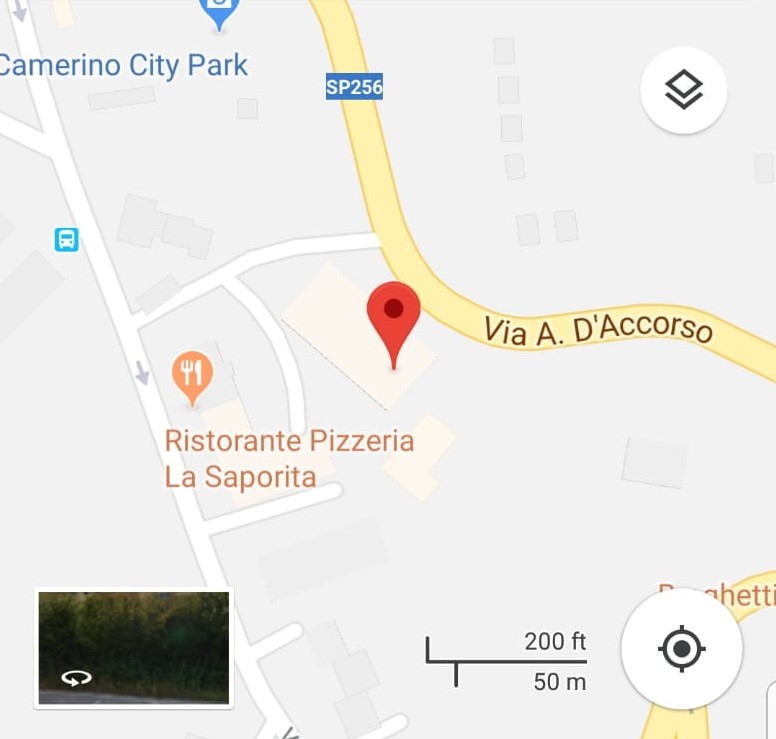 Camerino City Park
SP256
Via A. D'Accorso
Ristorante Pizzeria
La Saporita
200 ft
50 m